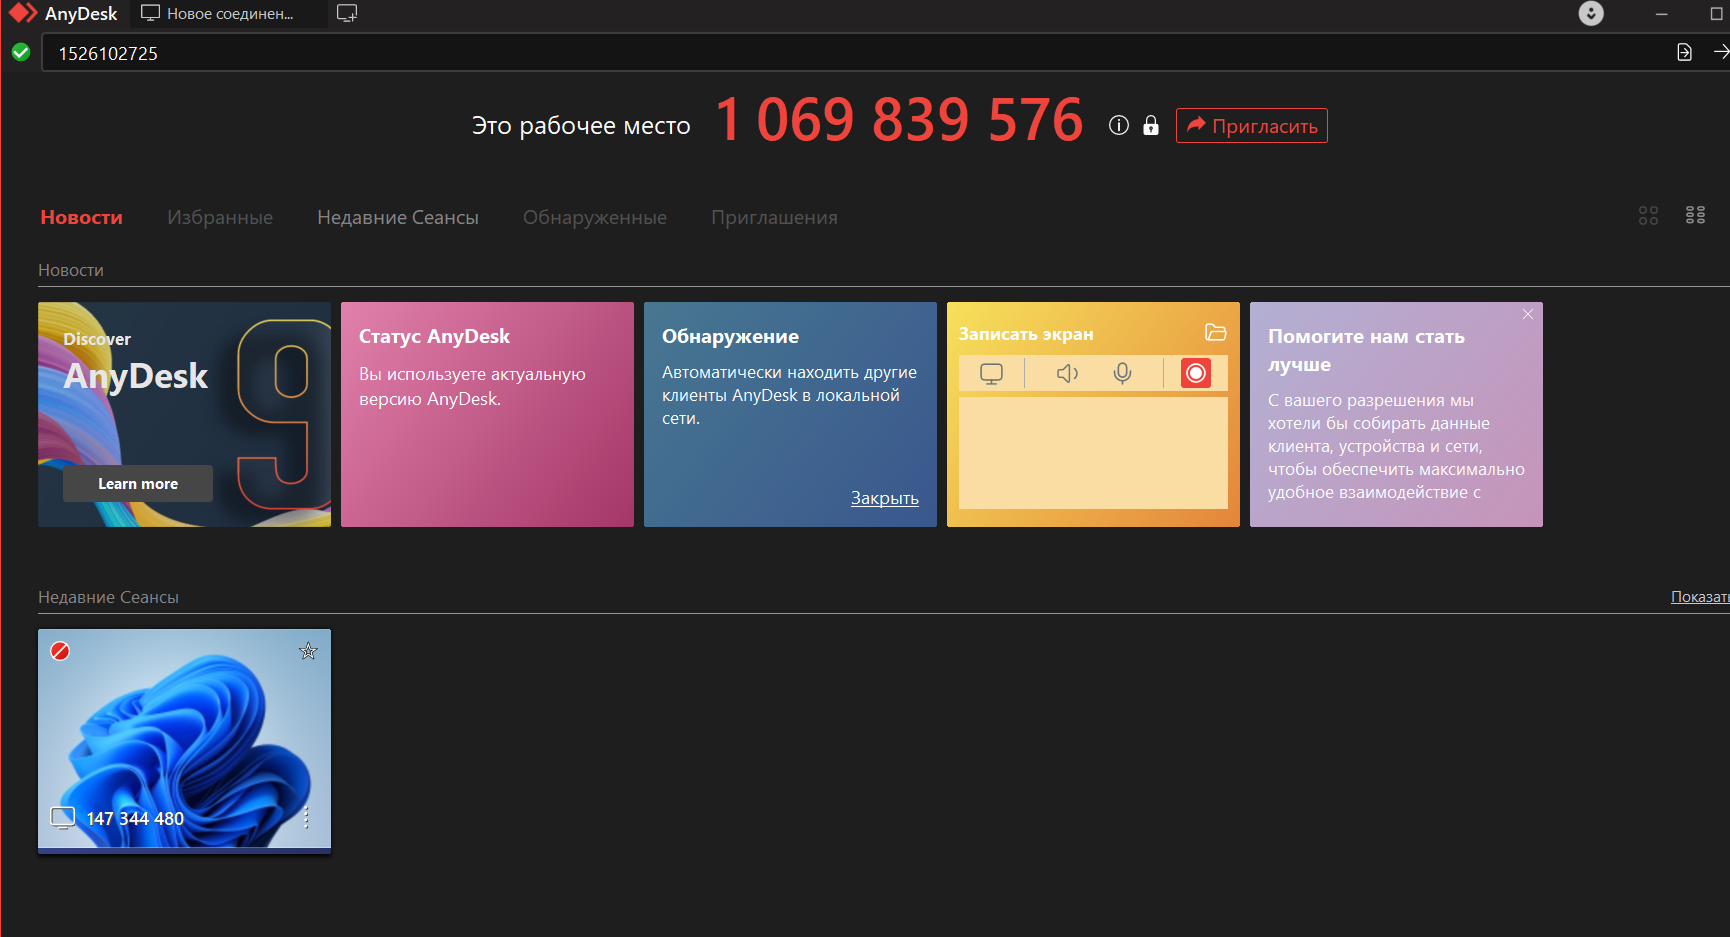 AnyDesk
Новое соединен...
1526102725
Это рабочее место
1 069 839 576
Пригласить
Новости
Избранные
Недавние Сеансы
Обнаруженные
Приглашения
Новости
Discover
AnyDesk
9
Learn more
Статус AnyDesk
Вы используете актуальную
версию AnyDesk.
Обнаружение
Автоматически находить другие
клиенты AnyDesk в локальной
сети.
Закрыть
Записать экран
Помогите нам стать
лучше
С вашего разрешения мы
хотели бы собирать данные
клиента, устройства и сети,
чтобы обеспечить максимально
удобное взаимодействие с
Недавние Сеансы
Показать
147 344 480